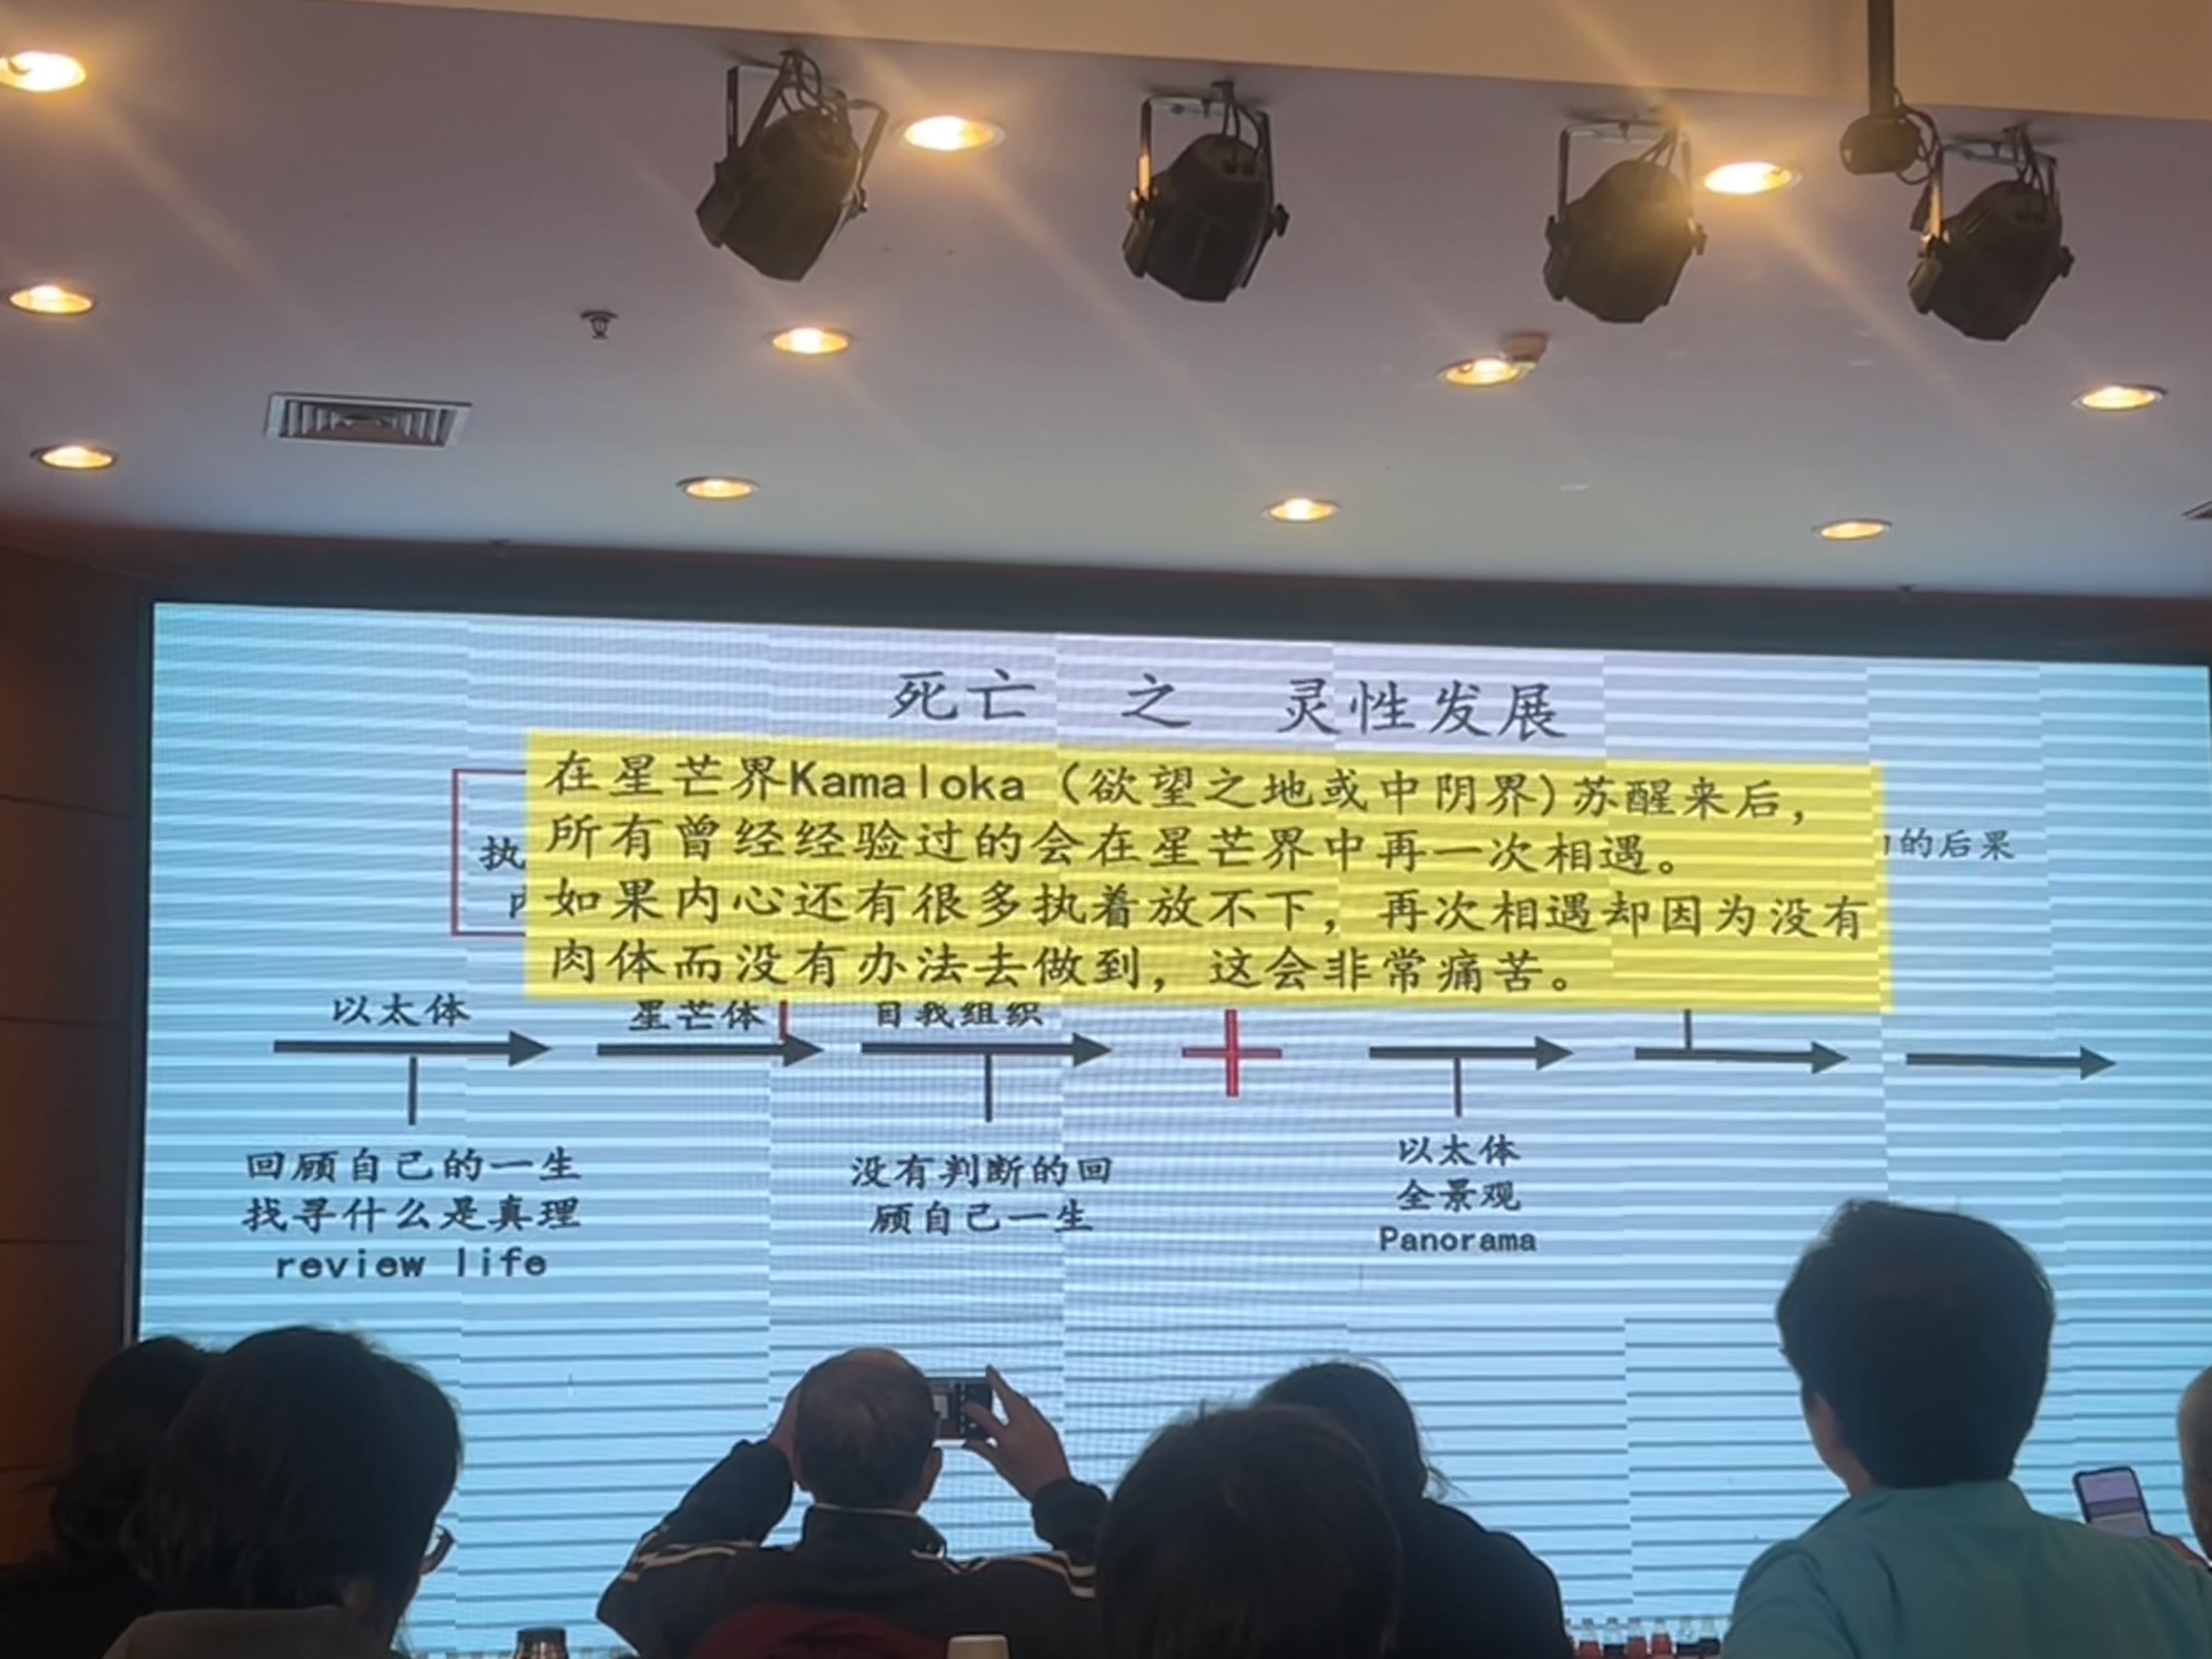 死亡 之 灵性发展
在星芒界Kamaloka（欲望之地或中阴界)苏醒来后，
所有曾经经验过的会在星芒界中再一次相遇。
如果内心还有很多执着放不下，再次相遇却因为没有
肉体而没有办法去做到，这会非常痛苦。
执
的后果
以太体
星芒体
自我组织
回顾自己的一生
找寻什么是真理
review life
没有判断的回
顾自己一生
以太体
全景观
Panorama